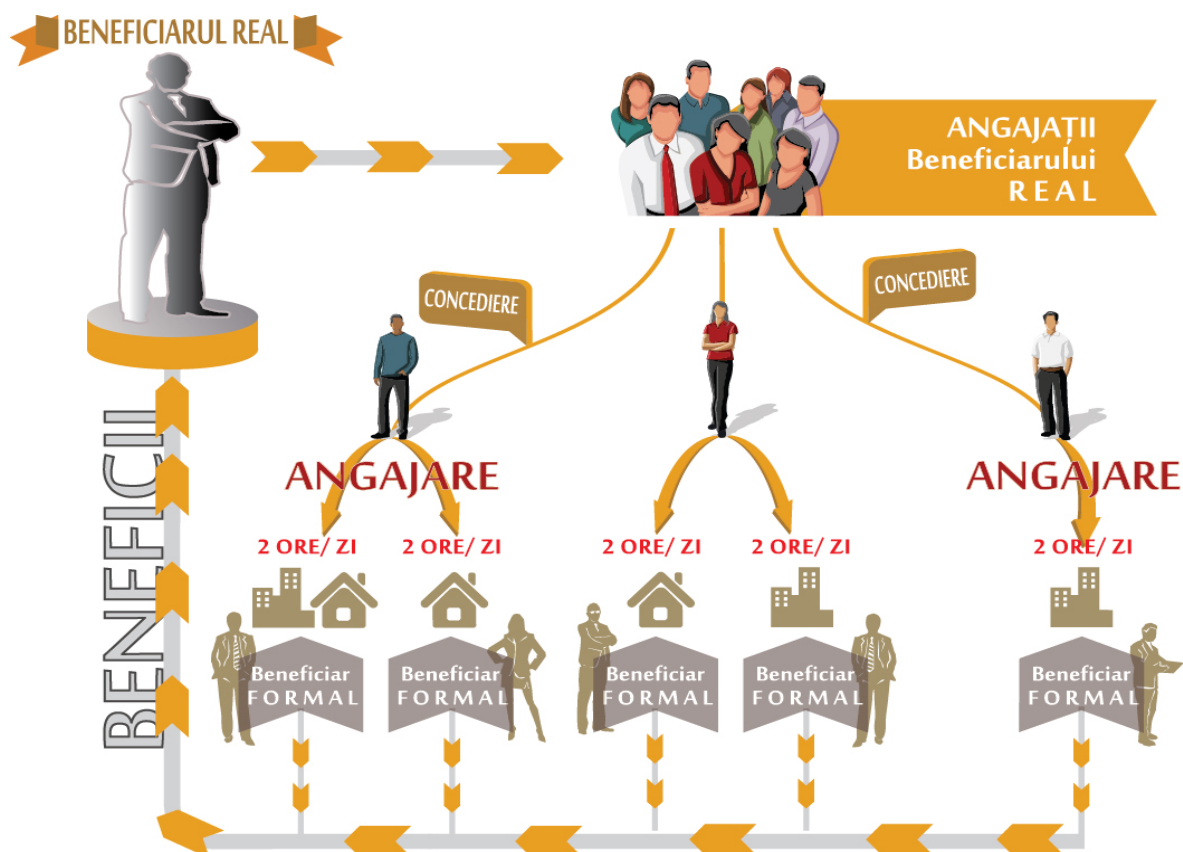 BENEFICIARUL REAL
ANGAJAȚII
Beneficiarului
REAL
CONCEDIERE
CONCEDIERE
ANGAJARE
ANGAJARE
2 ORE/ ZI
2 ORE/ ZI
2 ORE/ ZI
2 ORE/ ZI
2 ORE/ ZI
BENEFICII
Beneficiar
FORMAL
Beneficiar
FORMAL
Beneficiar
FORMAL
Beneficiar
FORMAL
Beneficiar
FORMAL